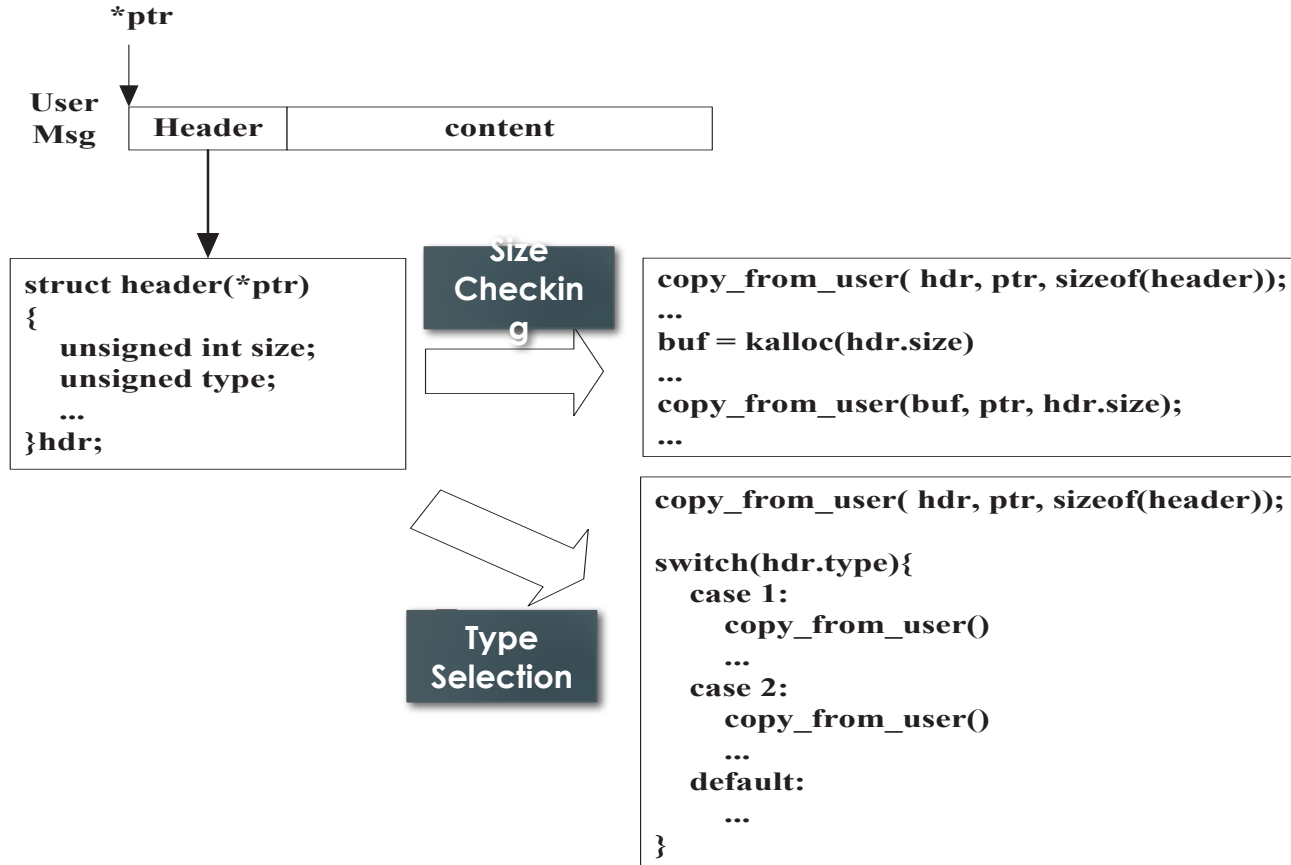 *ptr
User
Msg
Header
content
struct header(*ptr)
{
unsigned int size;
unsigned type;
...
}hdr;
Size
Checkin
g
copy_from_user( hdr, ptr, sizeof(header));
...
buf = kalloc(hdr.size)
...
copy_from_user(buf, ptr, hdr.size);
...
Type
Selection
copy_from_user( hdr, ptr, sizeof(header));
switch(hdr.type){
case 1:
copy_from_user()
...
case 2:
copy_from_user()
...
default:
...
}